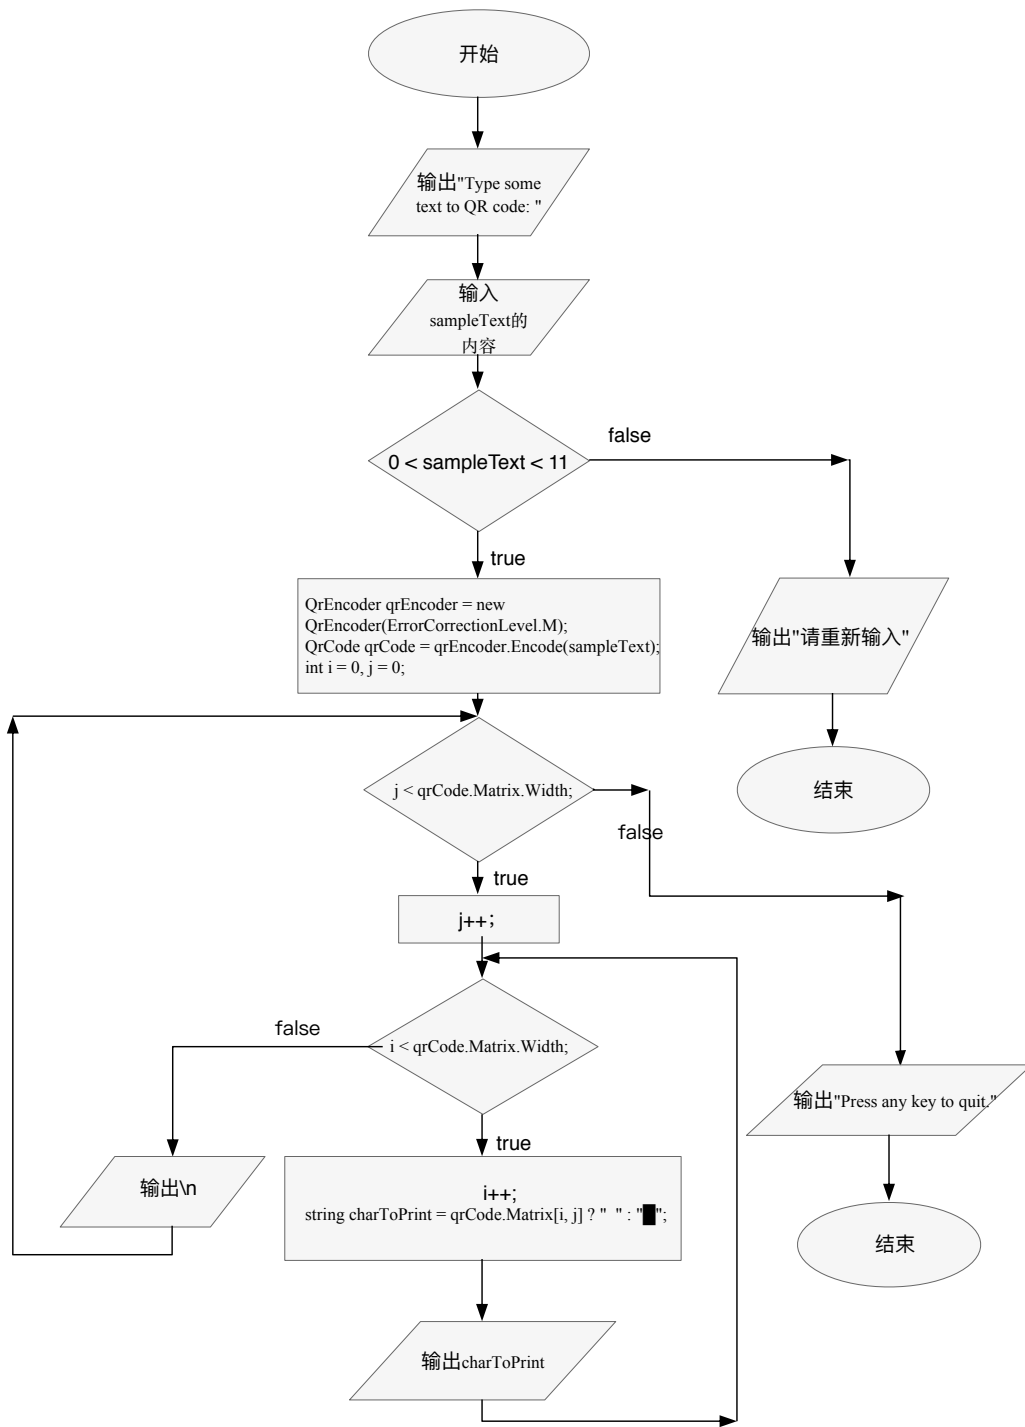 开始
输出"Type some
text to QR code: "
输入
sampleText的
内容
0 < sampleText < 11
false
true
QrEncoder qrEncoder = new
QrEncoder(ErrorCorrectionLevel.M);
QrCode qrCode = qrEncoder.Encode(sampleText);
int i = 0, j = 0;
输出"请重新输入"
结束
j < qrCode.Matrix.Width;
false
true
j++;
i < qrCode.Matrix.Width;
false
true
输出\n
i++;
string charToPrint = qrCode.Matrix[i, j] ? "  " : "█";
输出charToPrint
输出"Press any key to quit."
结束